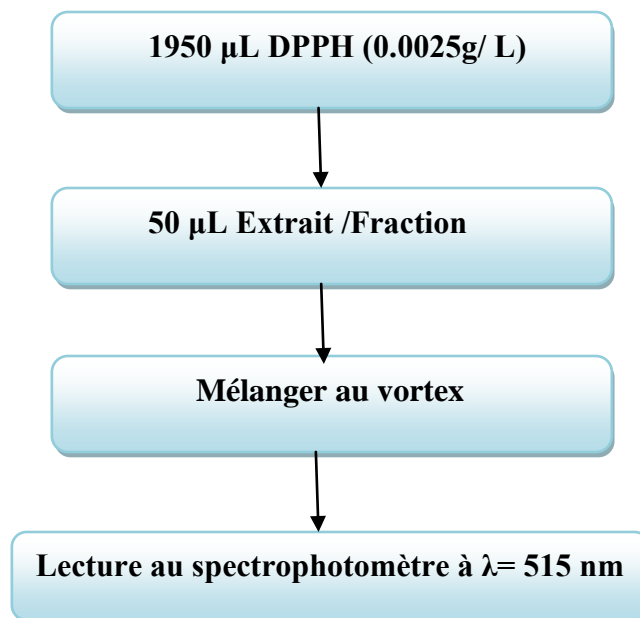 1950 µL DPPH (0.0025g/ L)
50 µL Extrait /Fraction
Mélanger au vortex
Lecture au spectrophotomètre à λ= 515 nm